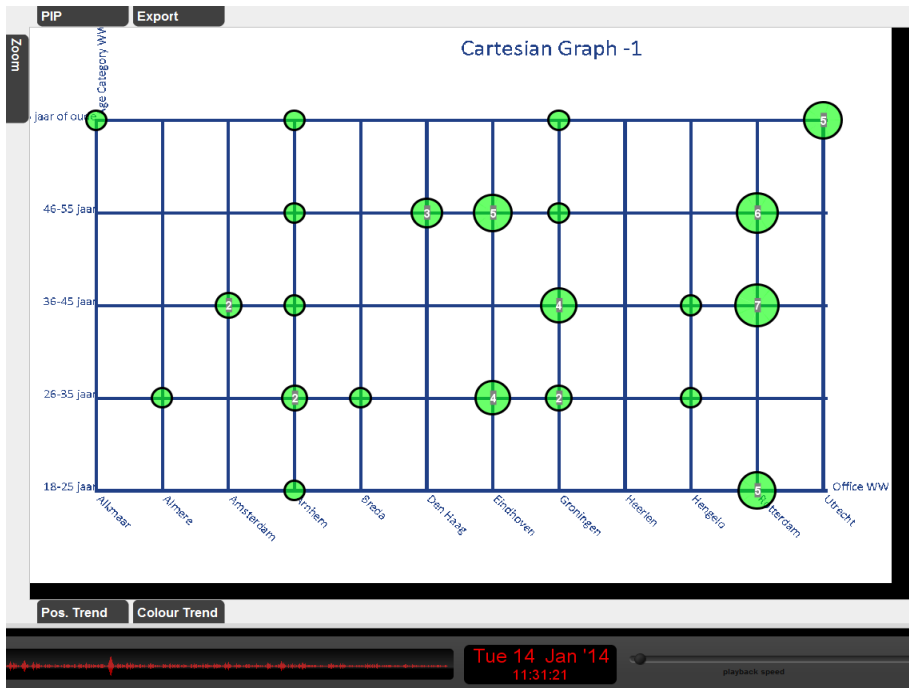 PIP
Export
Zoom
Cartesian Graph -1
ge Category WW
jaar of oude
5
46-55 jaar
3
5
6
36-45 jaar
2
4
7
26-35 jaar
2
4
2
18-25 jaar
5
Office WW
Alkmaar
Almere
Amsterdam
Arnhem
Breda
Den Haag
Eindhoven
Groningen
Heerlen
Hengelo
Rotterdam
Utrecht
Pos. Trend
Colour Trend
Tue 14 Jan '14
11:31:21
playback speed